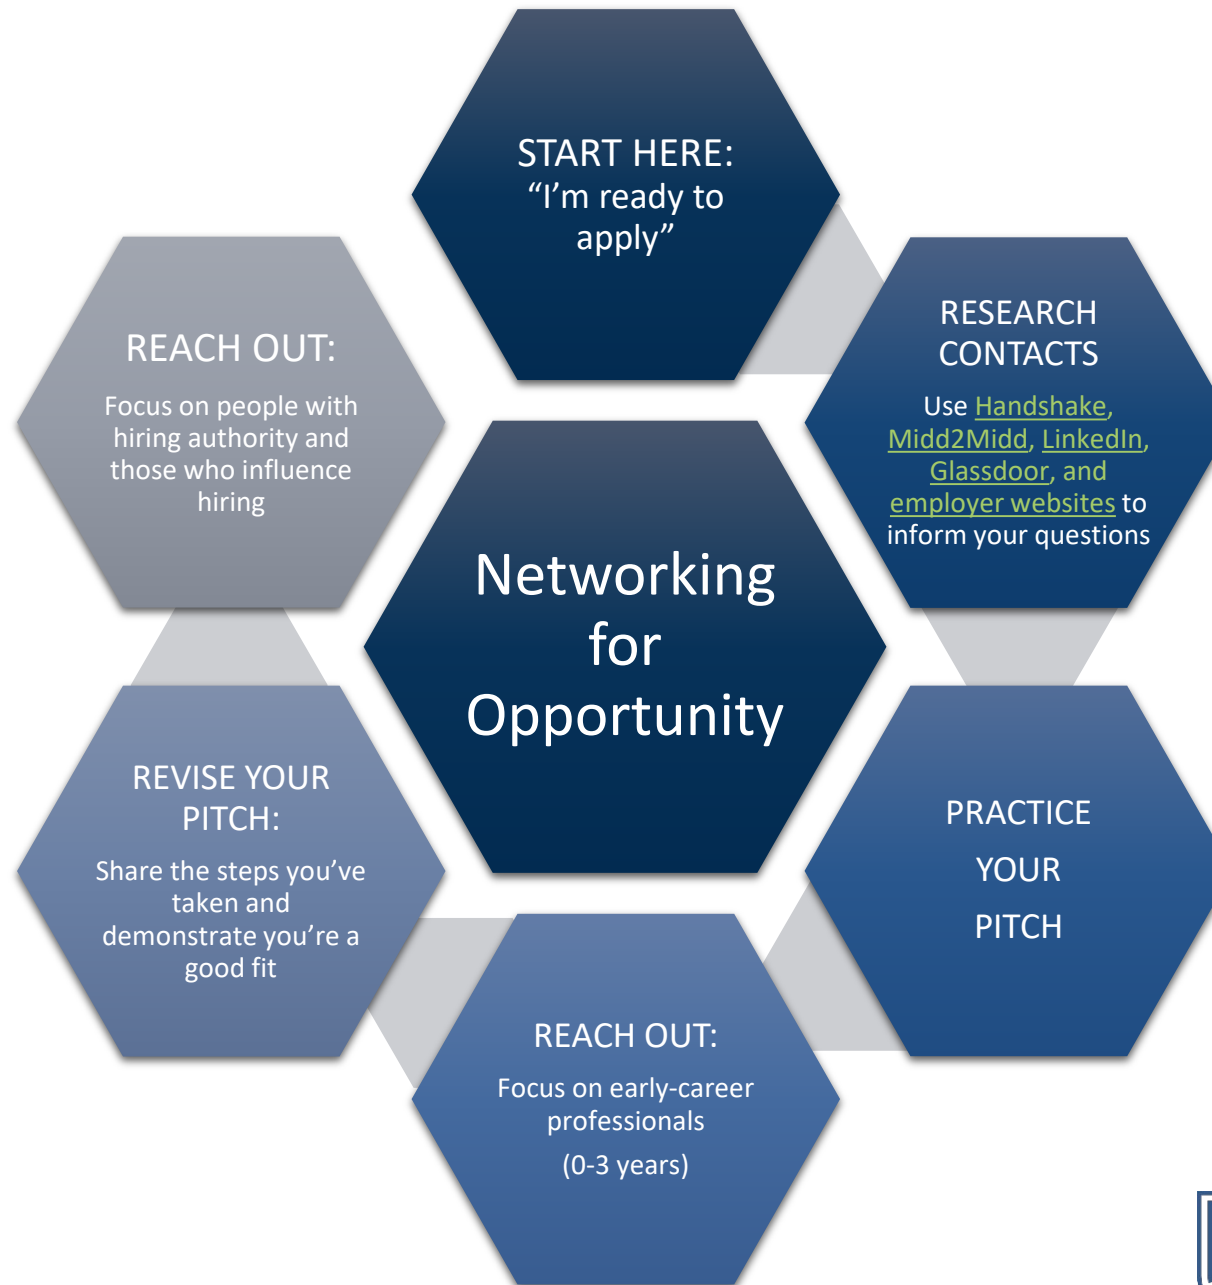 START HERE:
“I’m ready to
apply”
RESEARCH
CONTACTS
Use Handshake,
Midd2Midd, LinkedIn,
Glassdoor, and
employer websites to
inform your questions
PRACTICE
YOUR
PITCH
REACH OUT:
Focus on early-career
professionals
(0-3 years)
REVISE YOUR
PITCH:
Share the steps you’ve
taken and
demonstrate you’re a
good fit
REACH OUT:
Focus on people with
hiring authority and
those who influence
hiring
Networking
for
Opportunity